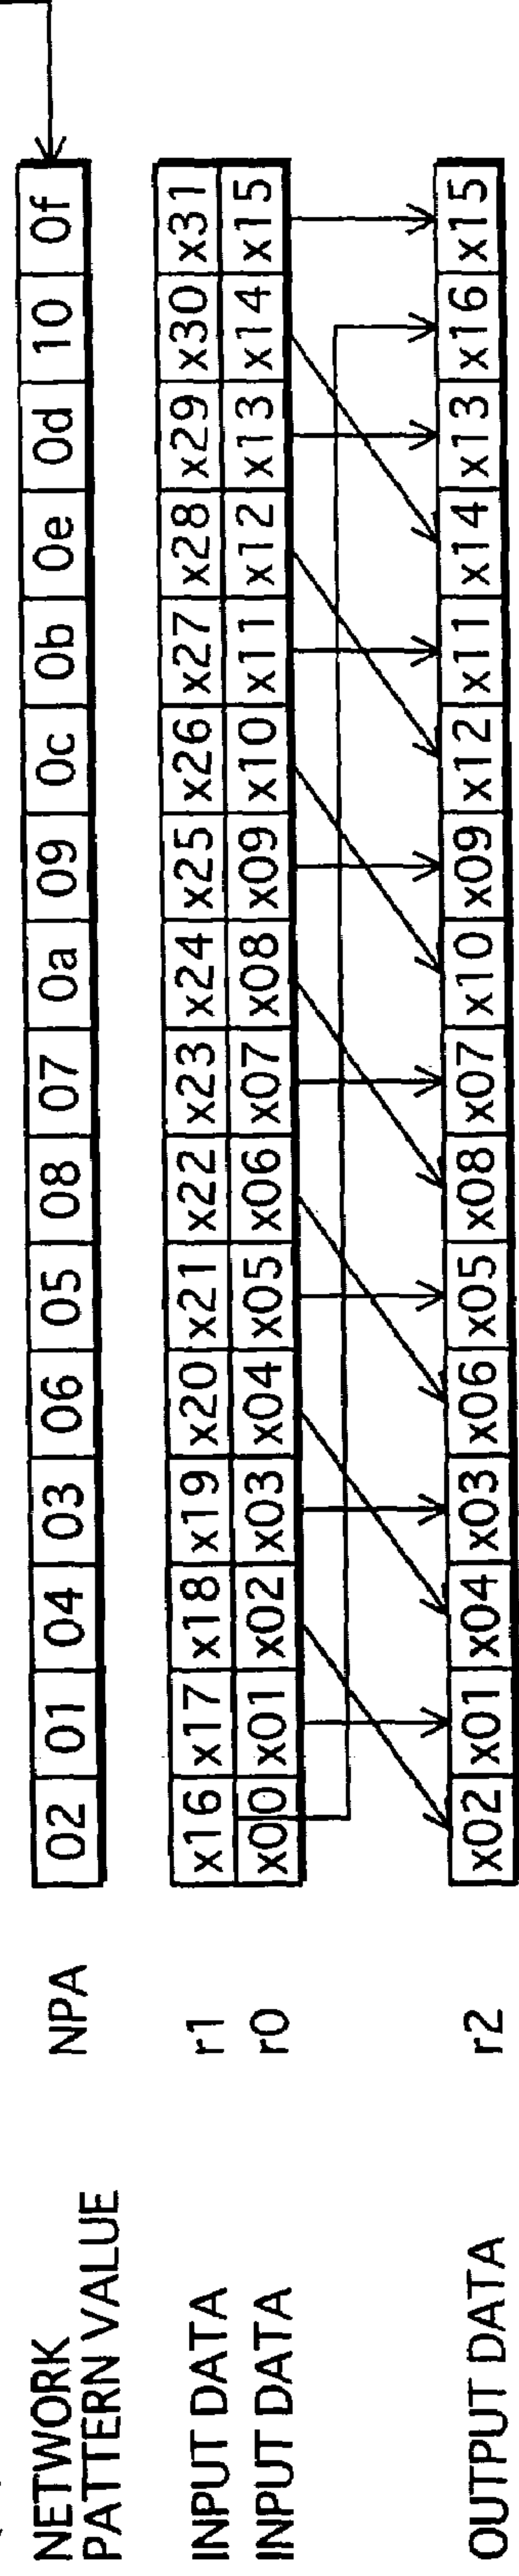 NETWORK
PATTERN VALUE NPA 02 01 04 03 06 05 08 07 0a 09 0c 0b 0e 0d 10 0f
INPUT DATA r1 x16 x17 x18 x19 x20 x21 x22 x23 x24 x25 x26 x27 x28 x29 x30 x31
INPUT DATA r0 x00 x01 x02 x03 x04 x05 x06 x07 x08 x09 x10 x11 x12 x13 x14 x15
OUTPUT DATA r2 x02 x01 x04 x03 x06 x05 x08 x07 x10 x09 x12 x11 x14 x13 x16 x15